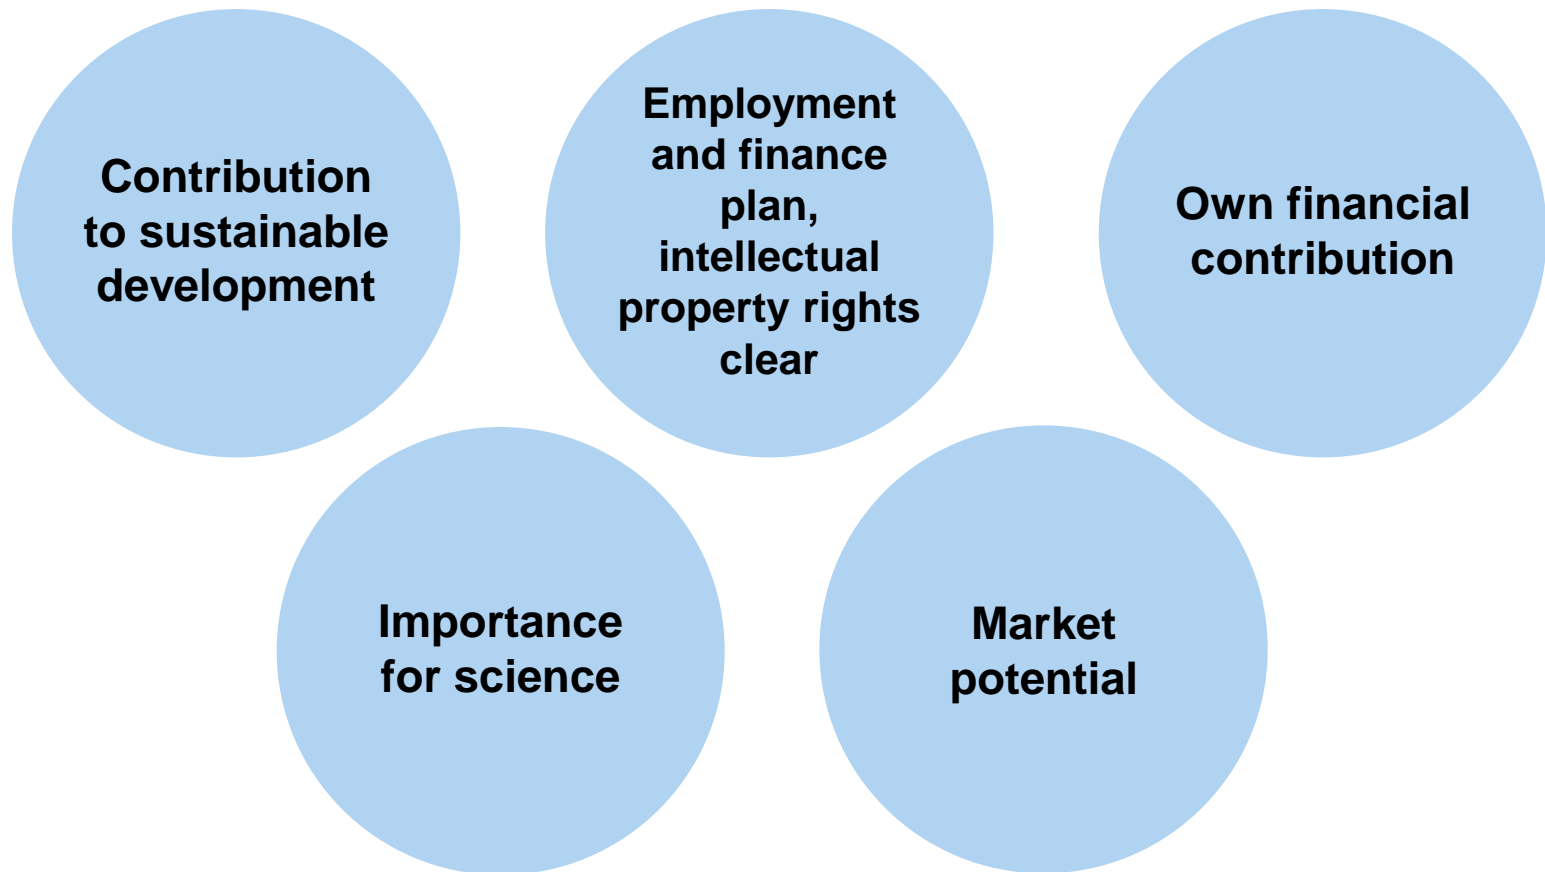 Contribution
to sustainable
development
Employment
and finance
plan,
intellectual
property rights
clear
Own financial
contribution
Importance
for science
Market
potential